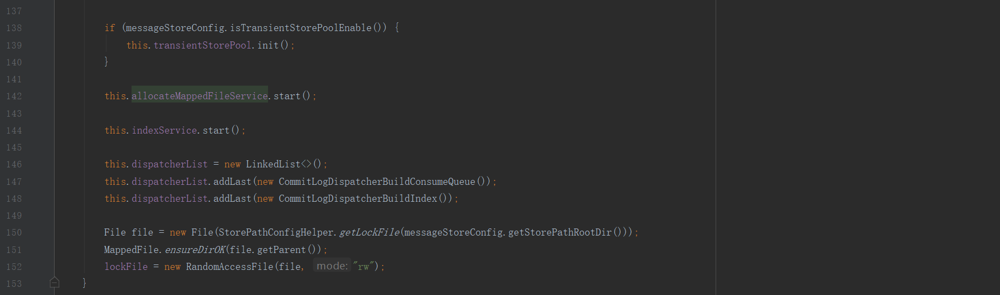 137
138 if (messageStoreConfig.isTransientStorePoolEnable()) {
139 this.transientStorePool.init();
140 }
141
142 this.allocateMappedFileService.start();
143
144 this.indexService.start();
145
146 this.dispatcherList = new LinkedList<>();
147 this.dispatcherList.addLast(new CommitLogDispatcherBuildConsumeQueue());
148 this.dispatcherList.addLast(new CommitLogDispatcherBuildIndex());
149
150 File file = new File(StorePathConfigHelper.getLockFile(messageStoreConfig.getStorePathRootDir()));
151 MappedFile.ensureDirOK(file.getParent());
152 lockFile = new RandomAccessFile(file, mode: "rw");
153 }